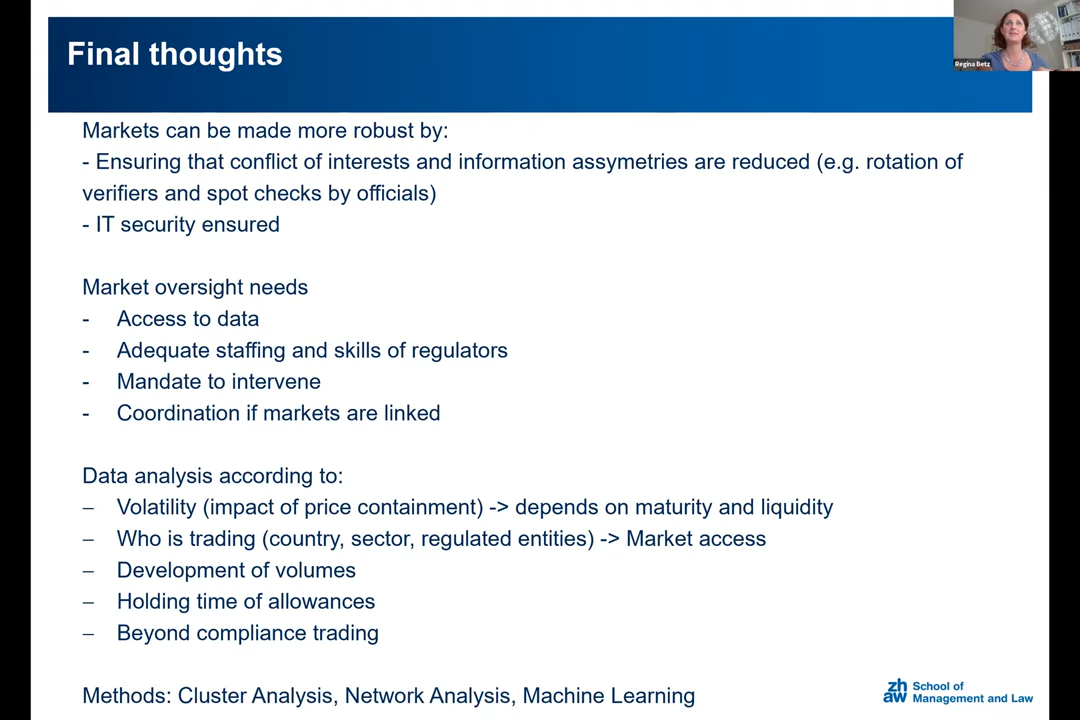 Final thoughts
Regina Betz
Markets can be made more robust by:
- Ensuring that conflict of interests and information assymetries are reduced (e.g. rotation of
verifiers and spot checks by officials)
- IT security ensured
Market oversight needs
- Access to data
- Adequate staffing and skills of regulators
- Mandate to intervene
- Coordination if markets are linked
Data analysis according to:
– Volatility (impact of price containment) -> depends on maturity and liquidity
– Who is trading (country, sector, regulated entities) -> Market access
– Development of volumes
– Holding time of allowances
– Beyond compliance trading
Methods: Cluster Analysis, Network Analysis, Machine Learning
zh School of
aw Management and Law